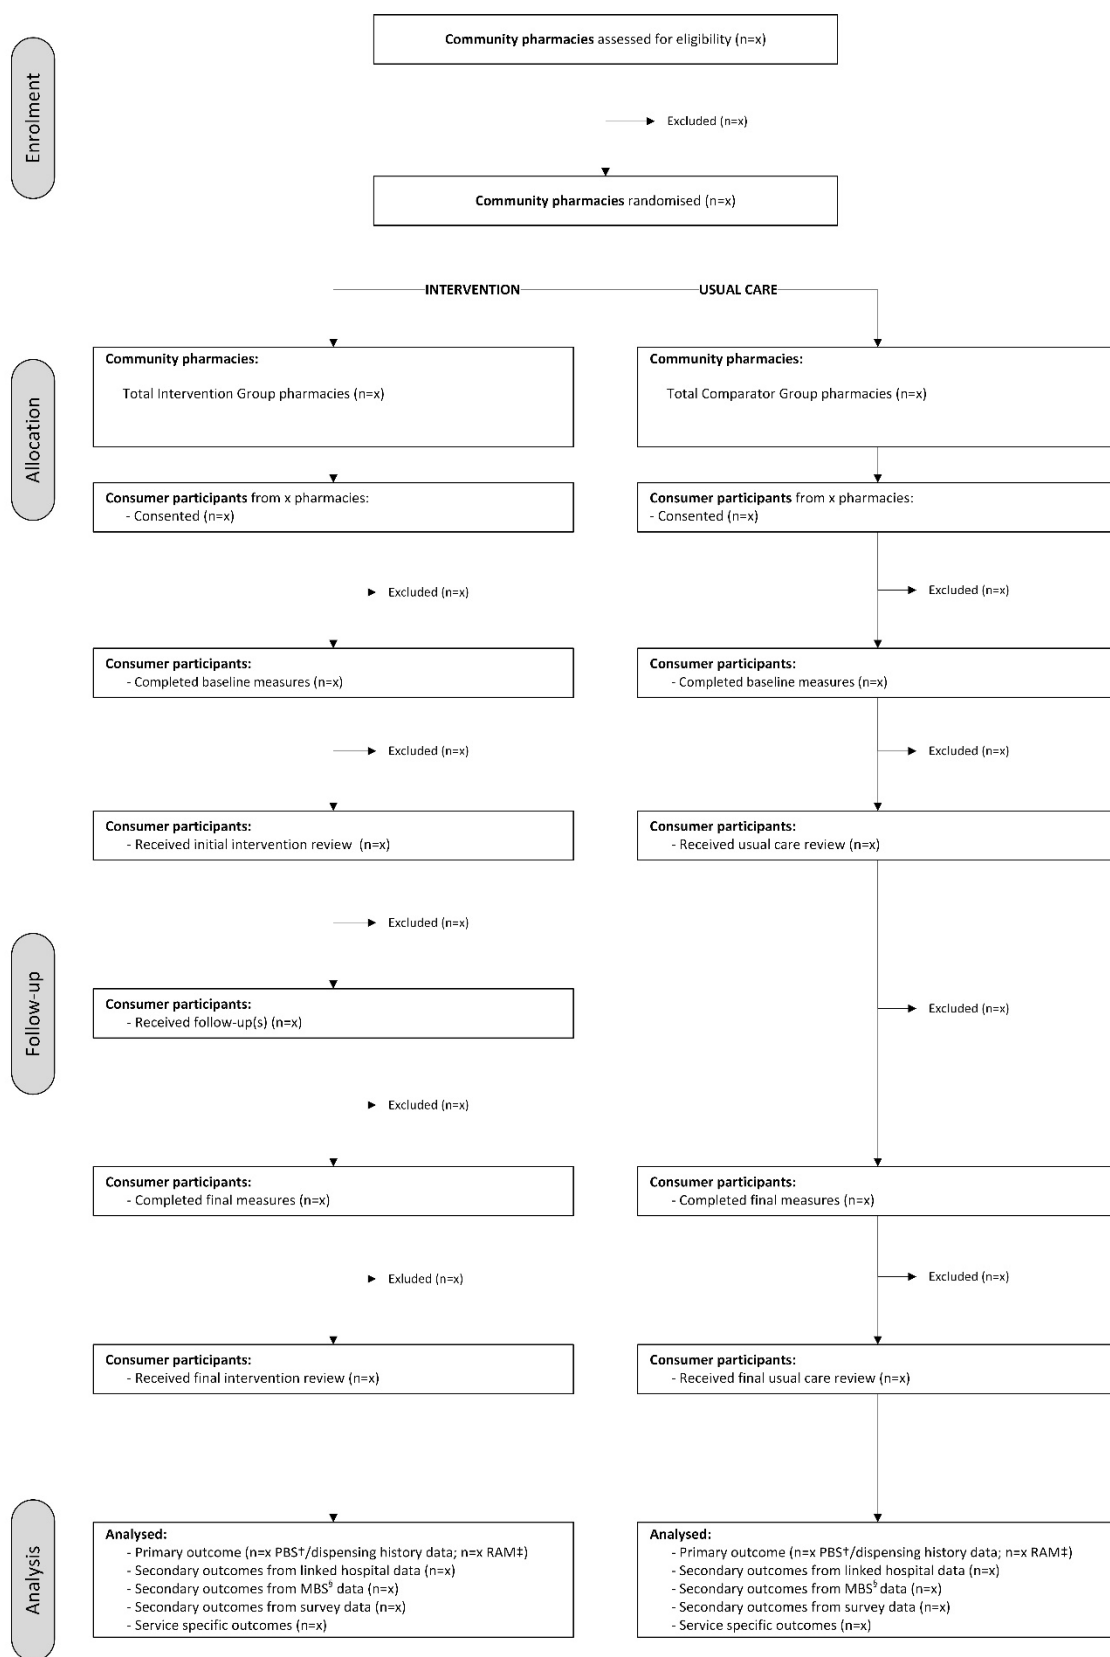 Enrolment
Community pharmacies assessed for eligibility (n=x)
Excluded (n=x)
Community pharmacies randomised (n=x)
INTERVENTION
USUAL CARE
Allocation
Community pharmacies:
Total Intervention Group pharmacies (n=x)
Community pharmacies:
Total Comparator Group pharmacies (n=x)
Consumer participants from x pharmacies:
- Consented (n=x)
Consumer participants from x pharmacies:
- Consented (n=x)
Excluded (n=x)
Excluded (n=x)
Consumer participants:
- Completed baseline measures (n=x)
Consumer participants:
- Completed baseline measures (n=x)
Excluded (n=x)
Excluded (n=x)
Consumer participants:
- Received initial intervention review (n=x)
Consumer participants:
- Received usual care review (n=x)
Follow-up
Excluded (n=x)
Consumer participants:
- Received follow-up(s) (n=x)
Excluded (n=x)
Excluded (n=x)
Consumer participants:
- Completed final measures (n=x)
Consumer participants:
- Completed final measures (n=x)
Exluded (n=x)
Excluded (n=x)
Consumer participants:
- Received final intervention review (n=x)
Consumer participants:
- Received final usual care review (n=x)
Analysis
Analysed:
- Primary outcome (n=x PBS†/dispensing history data; n=x RAM‡)
- Secondary outcomes from linked hospital data (n=x)
- Secondary outcomes from MBS§ data (n=x)
- Secondary outcomes from survey data (n=x)
- Service specific outcomes (n=x)
Analysed:
- Primary outcome (n=x PBS†/dispensing history data; n=x RAM‡)
- Secondary outcomes from linked hospital data (n=x)
- Secondary outcomes from MBS§ data (n=x)
- Secondary outcomes from survey data (n=x)
- Service specific outcomes (n=x)